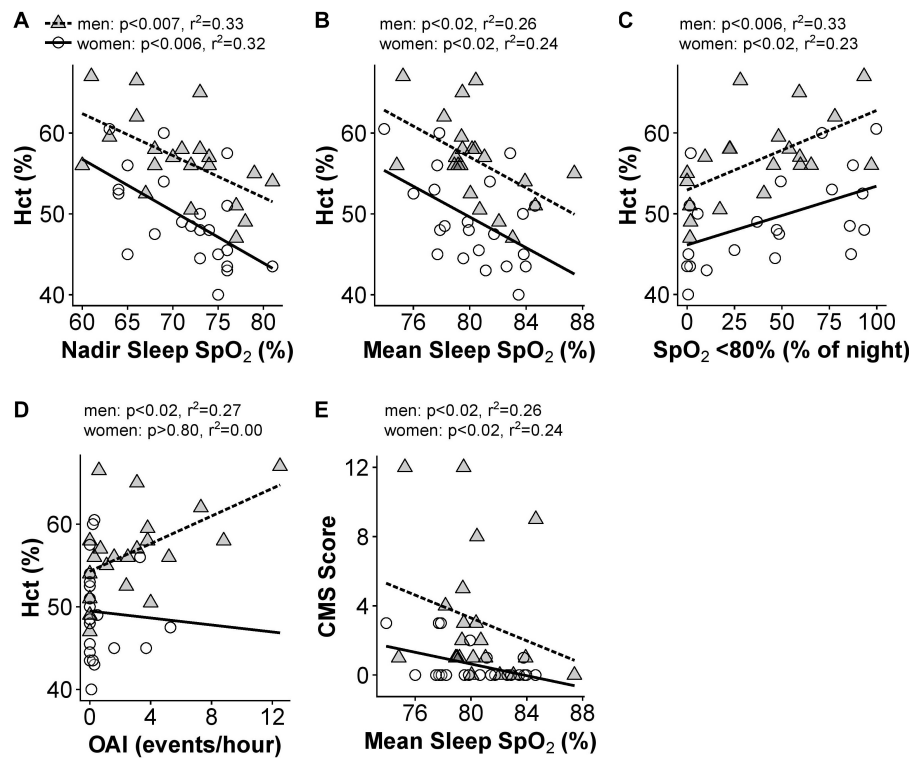 A
men: p<0.007, r²=0.33
women: p<0.006, r²=0.32
Hct (%)
60
50
40
60 65 70 75 80
Nadir Sleep SpO₂ (%)
B
men: p<0.02, r²=0.26
women: p<0.02, r²=0.24
Hct (%)
60
50
40
76 80 84 88
Mean Sleep SpO₂ (%)
C
men: p<0.006, r²=0.33
women: p<0.02, r²=0.23
Hct (%)
60
50
40
0 25 50 75 100
SpO₂ <80% (% of night)
D
men: p<0.02, r²=0.27
women: p>0.80, r²=0.00
Hct (%)
60
50
40
0 4 8 12
OAI (events/hour)
E
men: p<0.02, r²=0.26
women: p<0.02, r²=0.24
CMS Score
12
8
4
0
76 80 84 88
Mean Sleep SpO₂ (%)